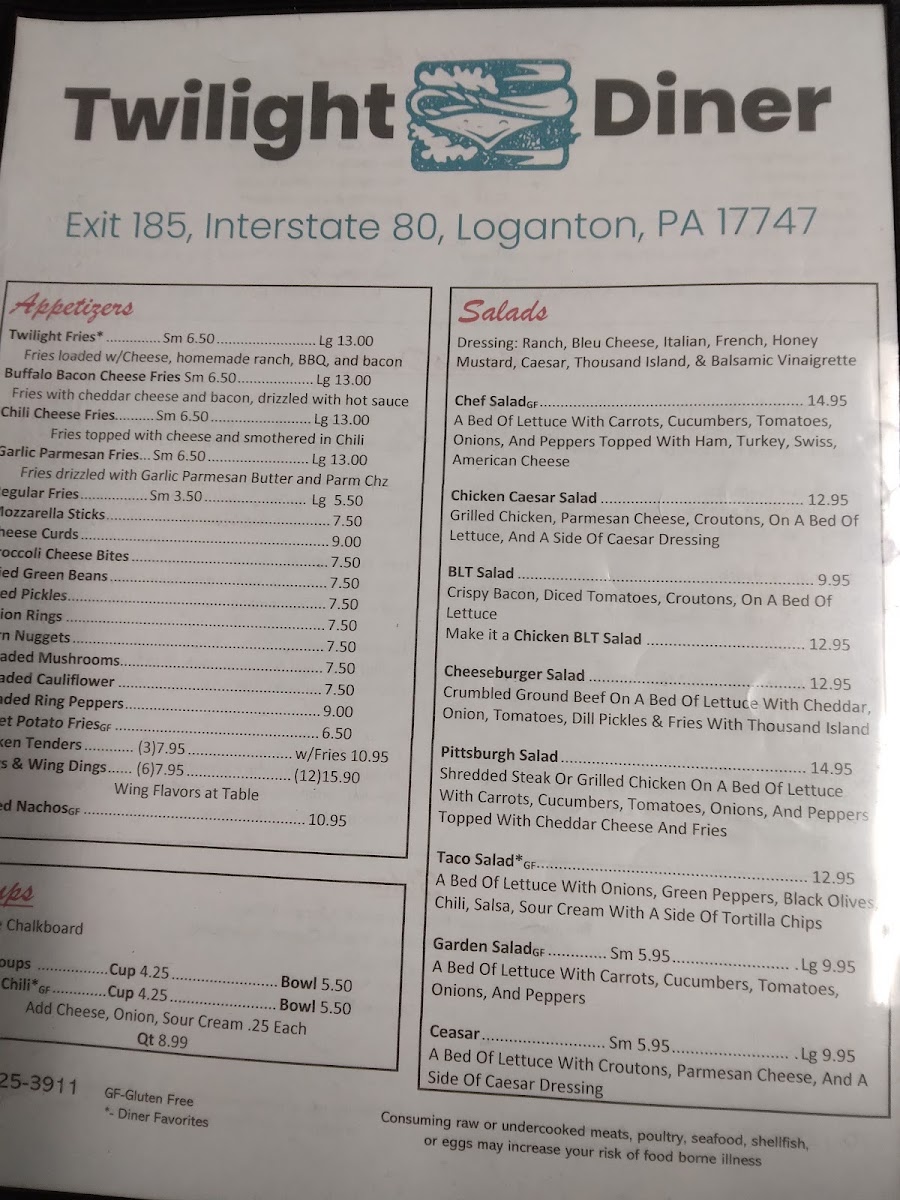 Twilight Diner
Exit 185, Interstate 80, Loganton, PA 17747
Appetizers
Twilight Fries* ............. Sm 6.50 ........................ Lg 13.00
Fries loaded w/Cheese, homemade ranch, BBQ, and bacon
Buffalo Bacon Cheese Fries Sm 6.50 ................... Lg 13.00
Fries with cheddar cheese and bacon, drizzled with hot sauce
Chili Cheese Fries.......... Sm 6.50 ........................ Lg 13.00
Fries topped with cheese and smothered in Chili
Garlic Parmesan Fries... Sm 6.50 ........................ Lg 13.00
Fries drizzled with Garlic Parmesan Butter and Parm Chz
egular Fries ................. Sm 3.50 ......................... Lg 5.50
Mozzarella Sticks ........................................................ 7.50
heese Curds .............................................................. 9.00
roccoli Cheese Bites .................................................. 7.50
ied Green Beans ....................................................... 7.50
ed Pickles ................................................................. 7.50
ion Rings .................................................................. 7.50
rn Nuggets ................................................................ 7.50
aded Mushrooms ...................................................... 7.50
aded Cauliflower ....................................................... 7.50
aded Ring Peppers .................................................... 9.00
et Potato FriesGF ....................................................... 6.50
ken Tenders ........... (3)7.95 ......................... w/Fries 10.95
s & Wing Dings...... (6)7.95 ......................... (12)15.90
Wing Flavors at Table
ed NachosGF ............................................................ 10.95
ups
Chalkboard
oups ................ Cup 4.25 ......................... Bowl 5.50
Chili*GF ............ Cup 4.25 ......................... Bowl 5.50
Add Cheese, Onion, Sour Cream .25 Each
Qt 8.99
25-3911
GF-Gluten Free
*- Diner Favorites
Salads
Dressing: Ranch, Bleu Cheese, Italian, French, Honey
Mustard, Caesar, Thousand Island, & Balsamic Vinaigrette
Chef SaladGF ............................................................. 14.95
A Bed Of Lettuce With Carrots, Cucumbers, Tomatoes,
Onions, And Peppers Topped With Ham, Turkey, Swiss,
American Cheese
Chicken Caesar Salad ................................................ 12.95
Grilled Chicken, Parmesan Cheese, Croutons, On A Bed Of
Lettuce, And A Side Of Caesar Dressing
BLT Salad ................................................................... 9.95
Crispy Bacon, Diced Tomatoes, Croutons, On A Bed Of
Lettuce
Make it a Chicken BLT Salad ..................................... 12.95
Cheeseburger Salad .................................................. 12.95
Crumbled Ground Beef On A Bed Of Lettuce With Cheddar,
Onion, Tomatoes, Dill Pickles & Fries With Thousand Island
Pittsburgh Salad ........................................................ 14.95
Shredded Steak Or Grilled Chicken On A Bed Of Lettuce
With Carrots, Cucumbers, Tomatoes, Onions, And Peppers
Topped With Cheddar Cheese And Fries
Taco Salad*GF ............................................................ 12.95
A Bed Of Lettuce With Onions, Green Peppers, Black Olives,
Chili, Salsa, Sour Cream With A Side Of Tortilla Chips
Garden SaladGF ............. Sm 5.95 ........................... .Lg 9.95
A Bed Of Lettuce With Carrots, Cucumbers, Tomatoes,
Onions, And Peppers
Ceasar ............................ Sm 5.95 ........................... .Lg 9.95
A Bed Of Lettuce With Croutons, Parmesan Cheese, And A
Side Of Caesar Dressing
Consuming raw or undercooked meats, poultry, seafood, shellfish,
or eggs may increase your risk of food borne illness